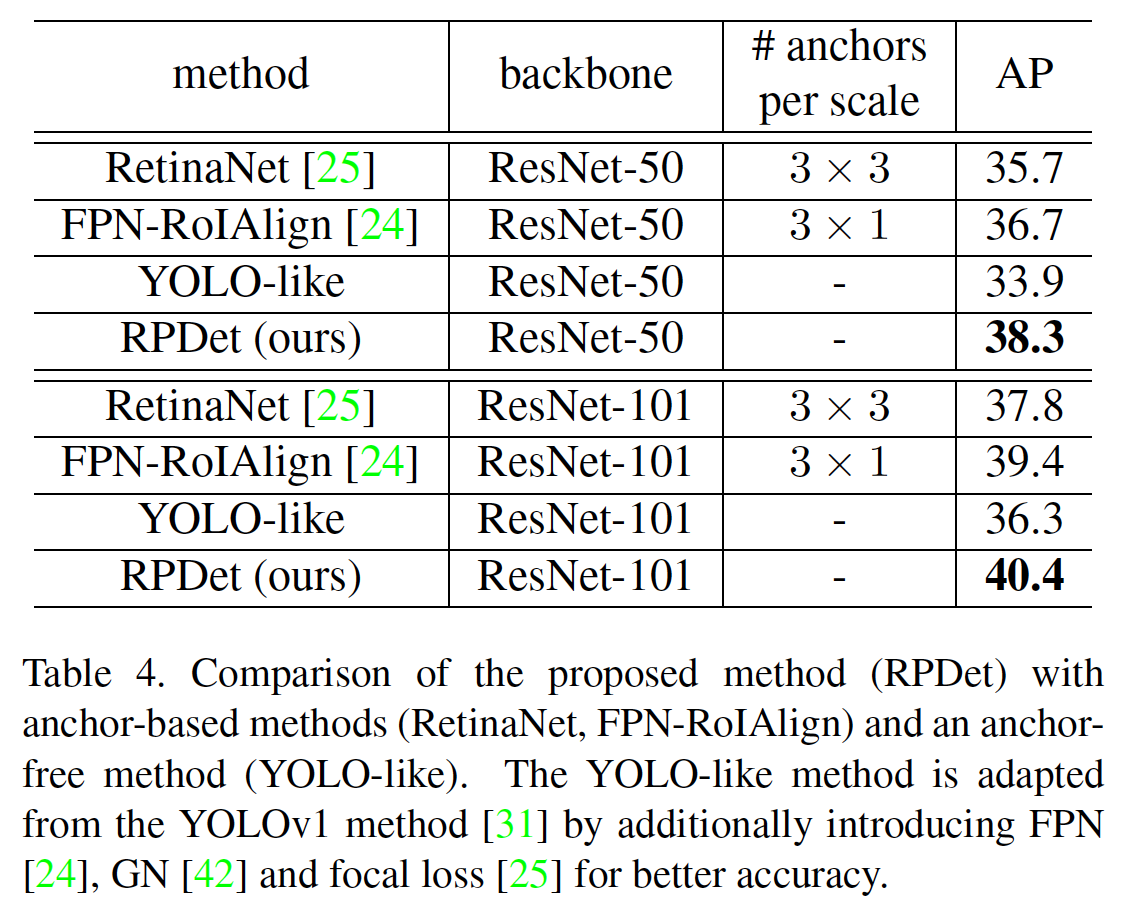 method backbone # anchors per scale AP
RetinaNet [25] ResNet-50 3 × 3 35.7
FPN-RoIAlign [24] ResNet-50 3 × 1 36.7
YOLO-like ResNet-50 - 33.9
RPDet (ours) ResNet-50 - 38.3
RetinaNet [25] ResNet-101 3 × 3 37.8
FPN-RoIAlign [24] ResNet-101 3 × 1 39.4
YOLO-like ResNet-101 - 36.3
RPDet (ours) ResNet-101 - 40.4
Table 4. Comparison of the proposed method (RPDet) with
anchor-based methods (RetinaNet, FPN-RoIAlign) and an anchor-
free method (YOLO-like). The YOLO-like method is adapted
from the YOLOv1 method [31] by additionally introducing FPN
[24], GN [42] and focal loss [25] for better accuracy.